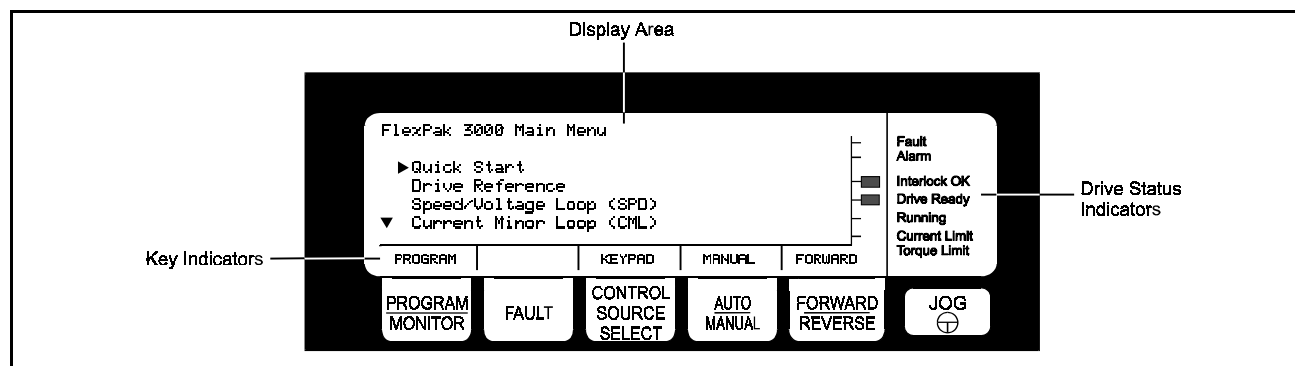 Display Area
FlexPak 3000 Main Menu
▶Quick Start
Drive Reference
Speed/Voltage Loop (SPD)
▼ Current Minor Loop (CML)
Fault
Alarm
Interlock OK
Drive Ready
Running
Current Limit
Torque Limit
Drive Status
Indicators
Key Indicators
PROGRAM KEYPAD MANUAL FORWARD
PROGRAM
MONITOR
FAULT
CONTROL
SOURCE
SELECT
AUTO
MANUAL
FORWARD
REVERSE
JOG